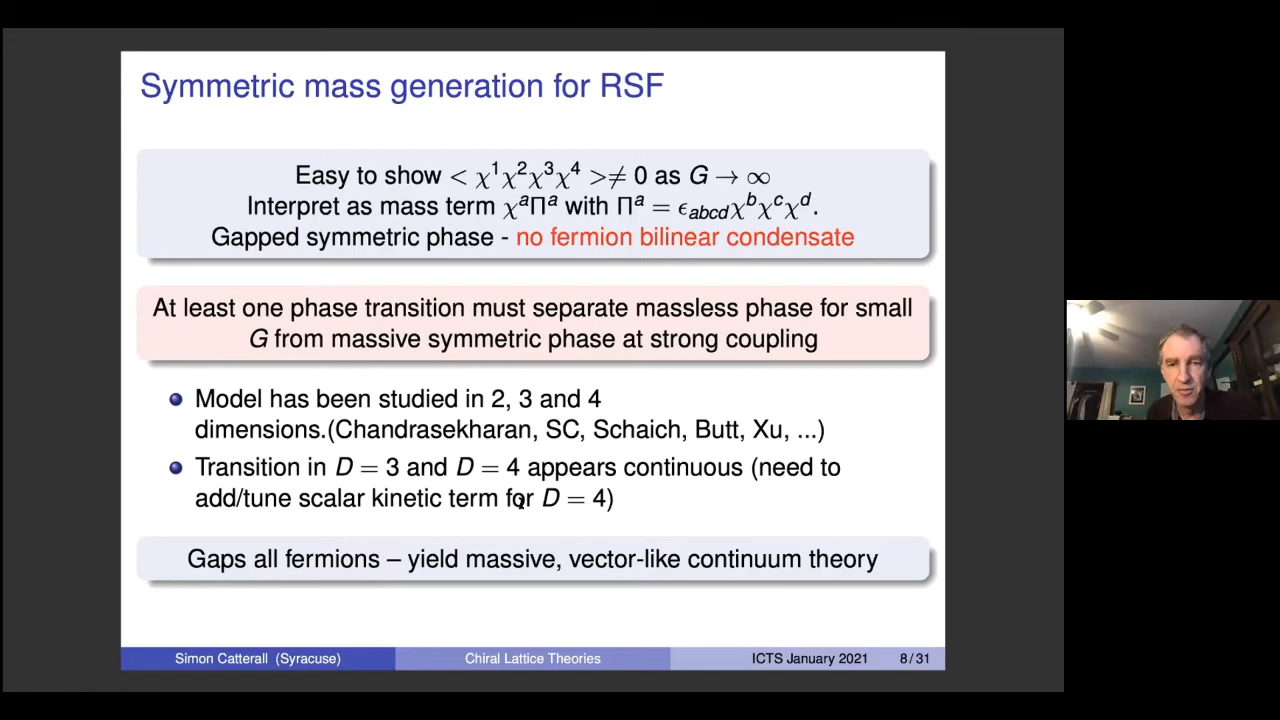 Symmetric mass generation for RSF
Easy to show < χ¹χ²χ³χ⁴ >≠ 0 as G → ∞
Interpret as mass term χᵃΠᵃ with Πᵃ = ϵ_{abcd}χᵇχᶜχᵈ.
Gapped symmetric phase - no fermion bilinear condensate
At least one phase transition must separate massless phase for small
G from massive symmetric phase at strong coupling
Model has been studied in 2, 3 and 4
dimensions.(Chandrasekharan, SC, Schaich, Butt, Xu, ...)
Transition in D = 3 and D = 4 appears continuous (need to
add/tune scalar kinetic term for D = 4)
Gaps all fermions – yield massive, vector-like continuum theory
Simon Catterall (Syracuse) Chiral Lattice Theories ICTS January 2021 8 / 31